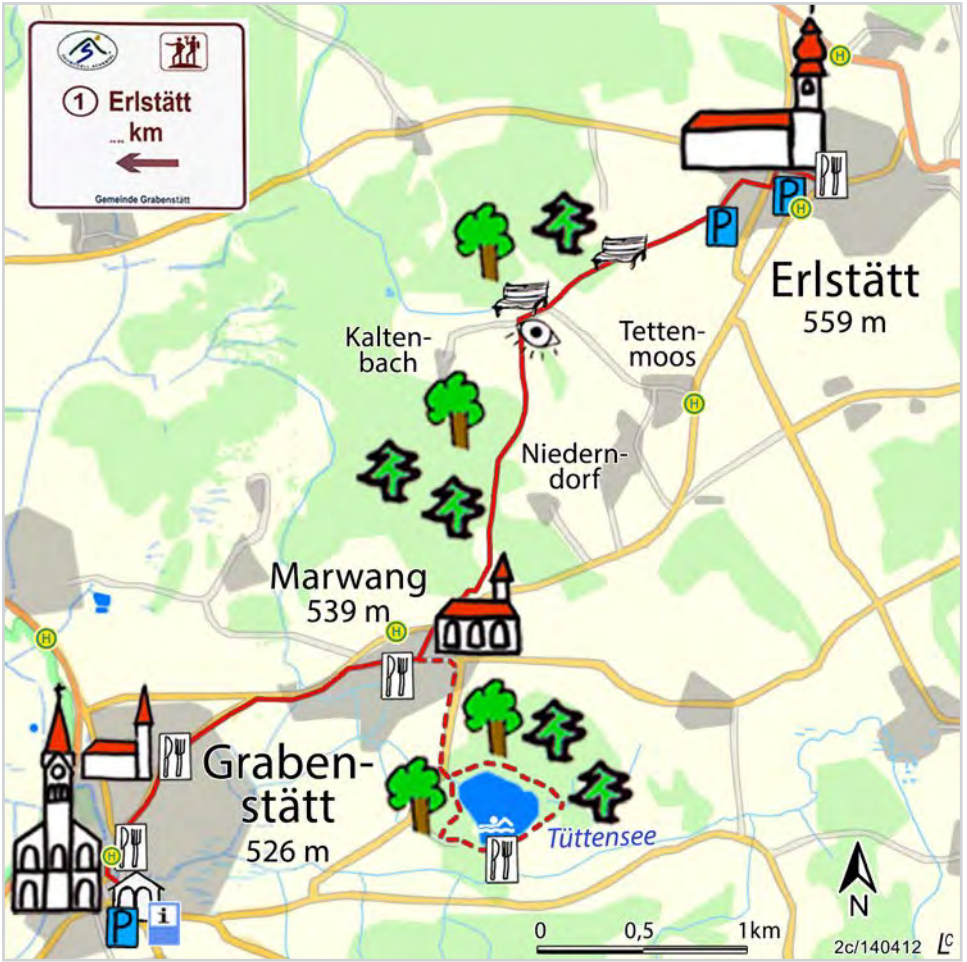 1 Erlstätt
... km
Gemeinde Grabenstätt
H
P
P
H
Erlstätt
559 m
Kalten-
bach
Tetten-
moos
H
Niedern-
dorf
Marwang
539 m
H
H
Graben-
stätt
526 m
Tüttensee
H
P
i
N
0 0,5 1km
2c/140412 LC